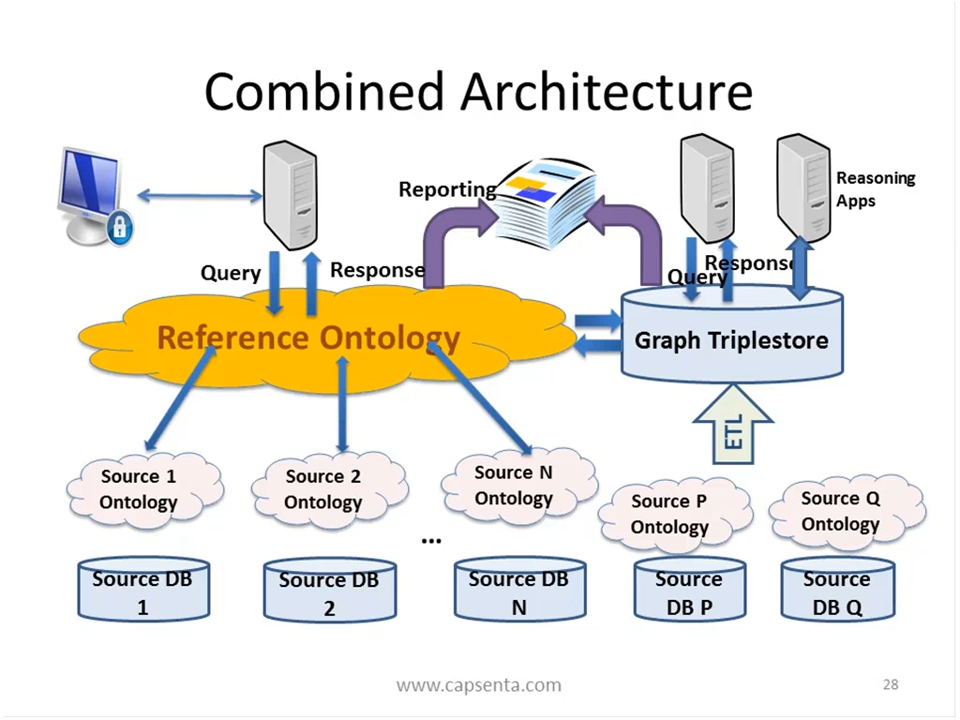 Combined Architecture
Reporting
Reasoning
Apps
Query
Response
Response
Query
Reference Ontology
Graph Triplestore
ETL
Source 1
Ontology
Source 2
Ontology
Source N
Ontology
Source P
Ontology
Source Q
Ontology
...
Source DB
1
Source DB
2
Source DB
N
Source
DB P
Source
DB Q
www.capsenta.com
28